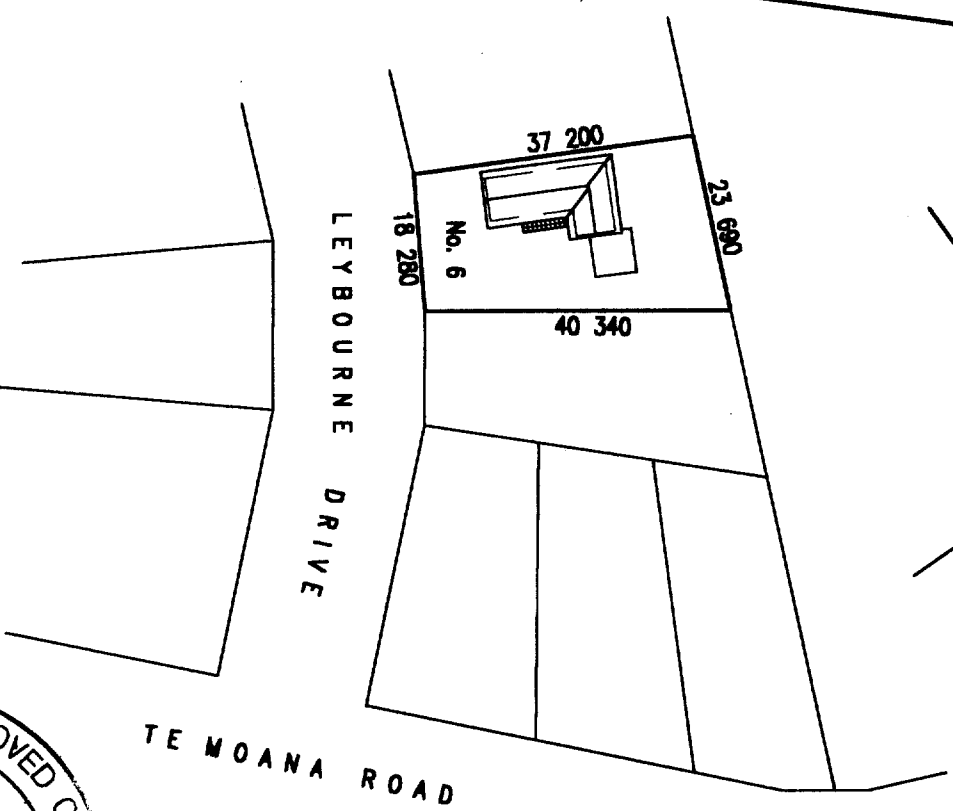 37 200
23 690
18 280
No. 6
40 340
LEYBOURNE DRIVE
TE MOANA ROAD